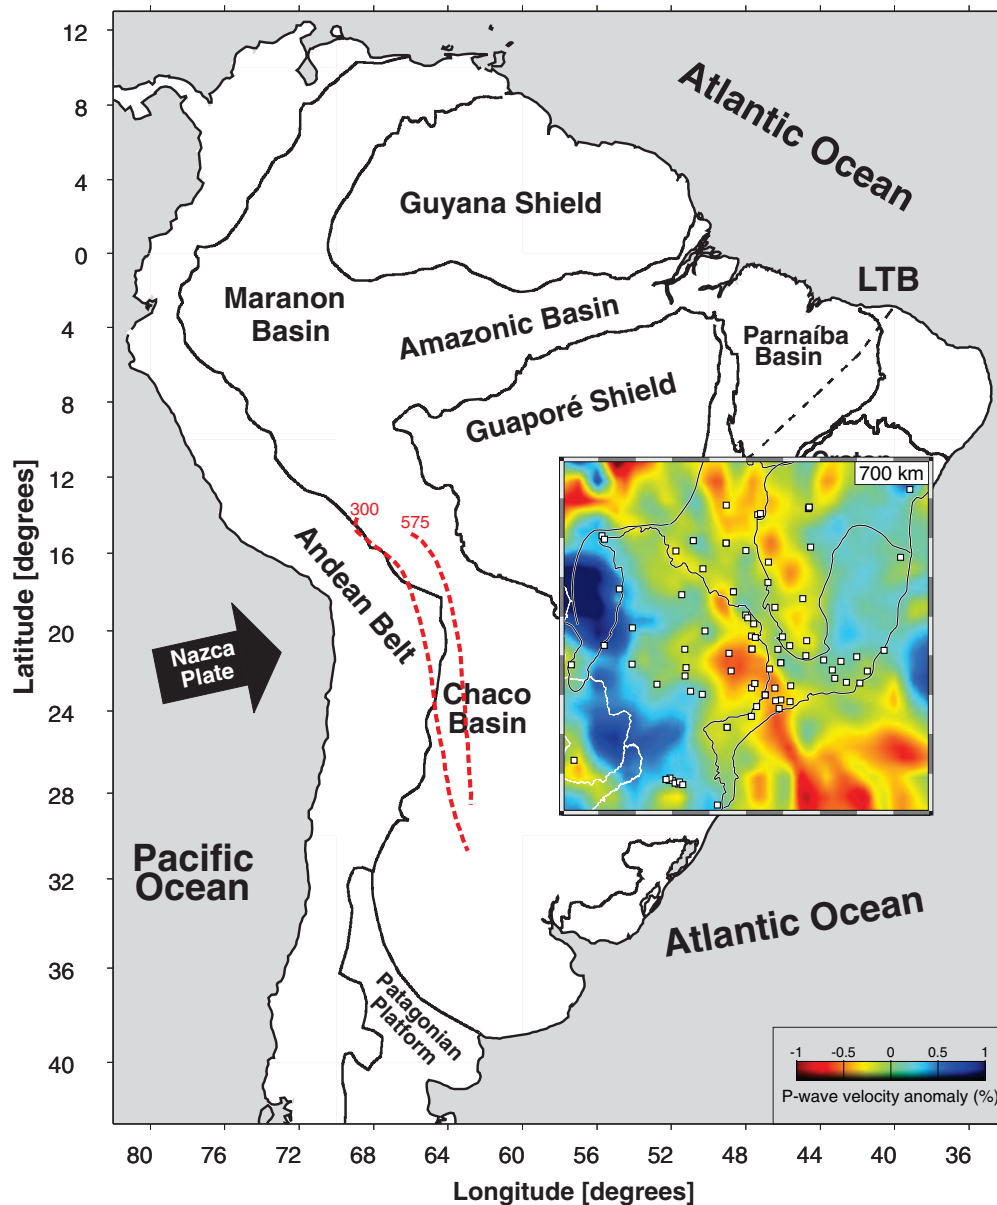 12
8
4
0
4
8
12
16
20
24
28
32
36
40
Latitude [degrees]
Atlantic Ocean
Guyana Shield
LTB
Maranon
Basin
Amazonic Basin
Parnaíba
Basin
Guaporé Shield
Craton
700 km
300
575
Andean Belt
Nazca
Plate
Chaco
Basin
Pacific
Ocean
Atlantic Ocean
Patagonian
Platform
-1 -0.5 0 0.5 1
P-wave velocity anomaly (%)
80 76 72 68 64 60 56 52 48 44 40 36
Longitude [degrees]